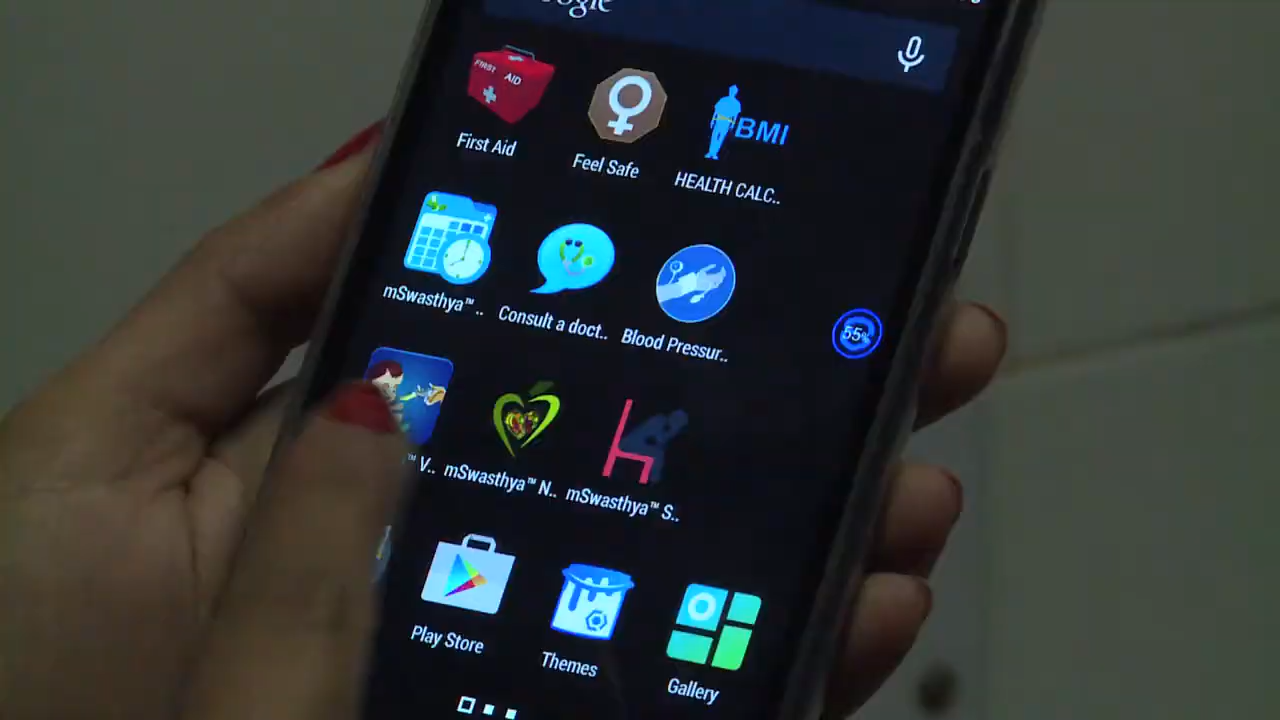 FIRST AID
BMI
First Aid
Feel Safe
HEALTH CALC..
mSwasthya™..
Consult a doct..
Blood Pressur..
55%
™ V..
mSwasthya™ N..
mSwasthya™ S..
Play Store
Themes
Gallery